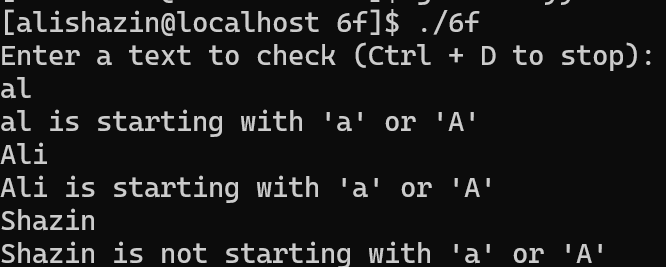 [alishazin@localhost 6f]$ ./6f
Enter a text to check (Ctrl + D to stop):
al
al is starting with 'a' or 'A'
Ali
Ali is starting with 'a' or 'A'
Shazin
Shazin is not starting with 'a' or 'A'